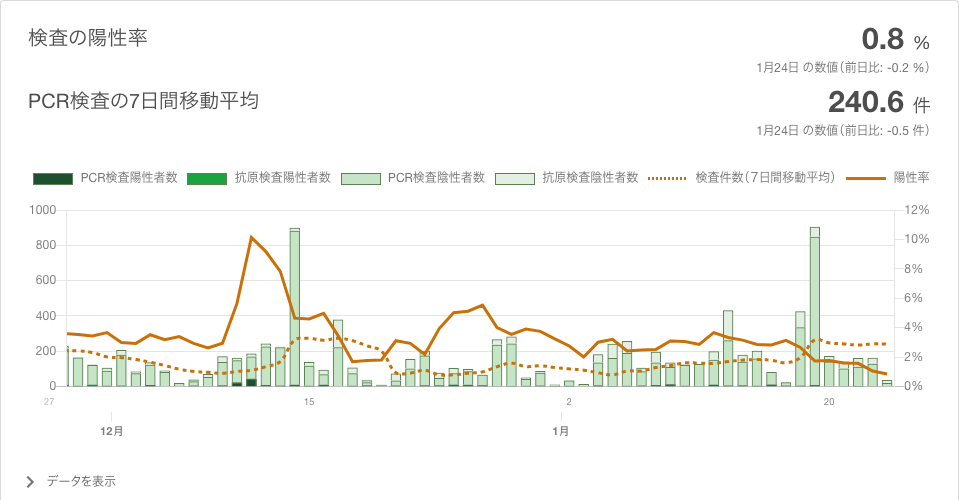 検査の陽性率
0.8 %
1月24日 の数値（前日比: -0.2 %）
PCR検査の7日間移動平均
240.6 件
1月24日 の数値（前日比: -0.5 件）
PCR検査陽性者数 抗原検査陽性者数 PCR検査陰性者数 抗原検査陰性者数 検査件数（7日間移動平均） 陽性率
1000 12%
10%
800
8%
600
6%
400
4%
200
2%
0 0%
27 15 2 20
12月 1月
データを表示